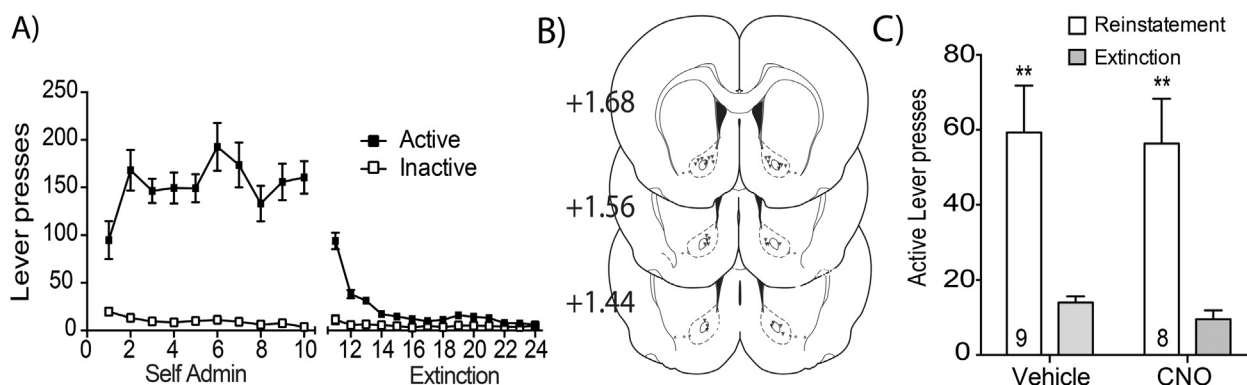 A)
Lever presses
250
200
150
100
50
0
0 2 4 6 8 10
12 14 16 18 20 22 24
Self Admin
Extinction
Active
Inactive
B)
+1.68
+1.56
+1.44
C)
Reinstatement
Extinction
Active Lever presses
80
60
40
20
0
** **
9 8
Vehicle CNO